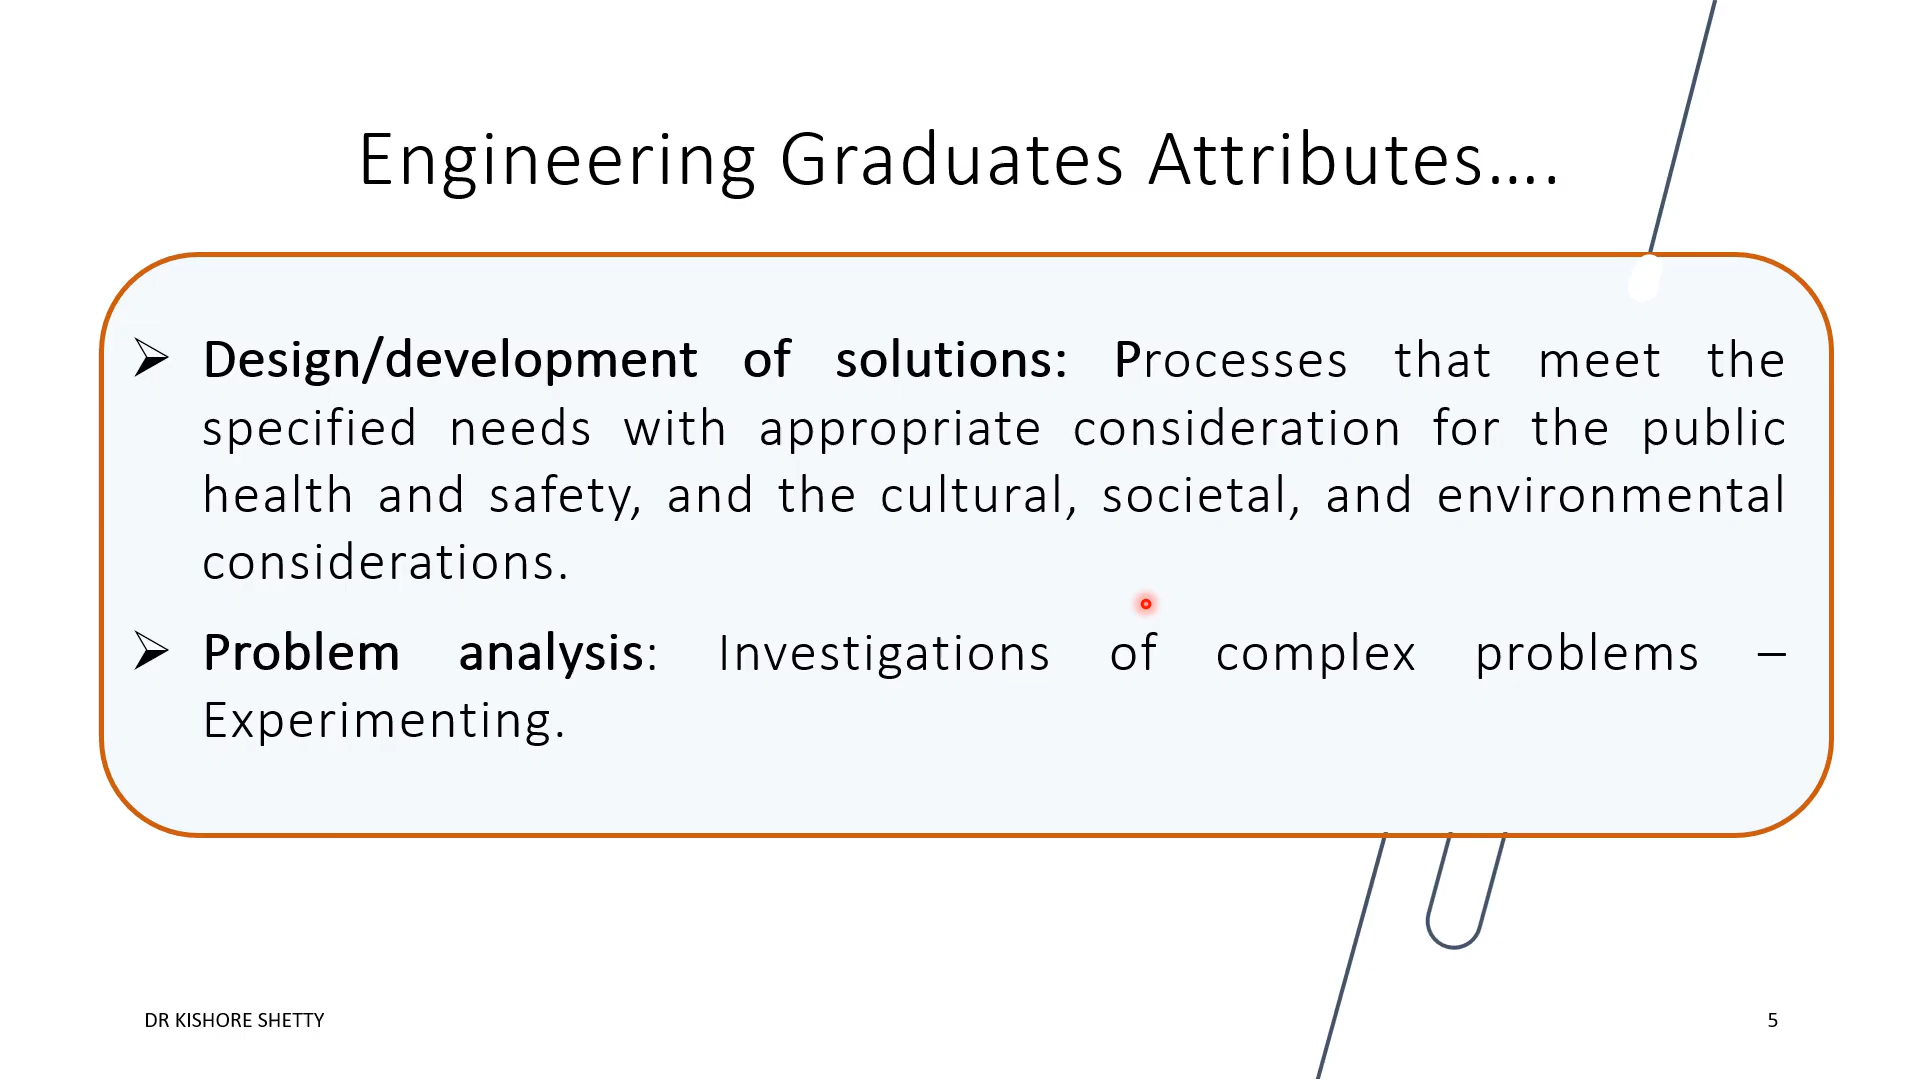 Engineering Graduates Attributes....
Design/development of solutions: Processes that meet the
specified needs with appropriate consideration for the public
health and safety, and the cultural, societal, and environmental
considerations.
Problem analysis: Investigations of complex problems –
Experimenting.
DR KISHORE SHETTY
5